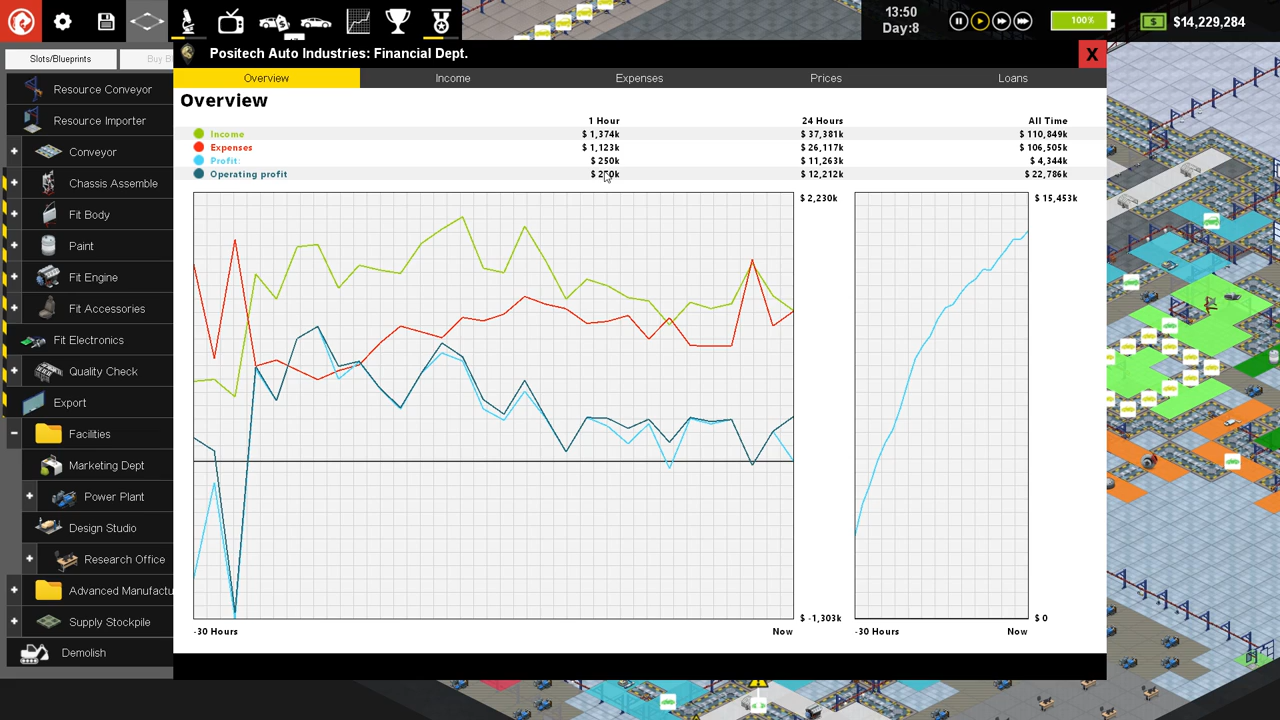 13:50
Day:8
100%
$
$14,229,284
Slots/Blueprints
Buy B
Positech Auto Industries: Financial Dept.
X
Overview
Income
Expenses
Prices
Loans
Overview
1 Hour 24 Hours All Time
Income $ 1,374k $ 37,381k $ 110,849k
Expenses $ 1,123k $ 26,117k $ 106,505k
Profit: $ 250k $ 11,263k $ 4,344k
Operating profit $ 250k $ 12,212k $ 22,786k
$ 2,230k
$ 15,453k
$ -1,303k
$ 0
-30 Hours
Now
-30 Hours
Now
Resource Conveyor
Resource Importer
Conveyor
Chassis Assemble
Fit Body
Paint
Fit Engine
Fit Accessories
Fit Electronics
Quality Check
Export
Facilities
Marketing Dept
Power Plant
Design Studio
Research Office
Advanced Manufactu
Supply Stockpile
Demolish